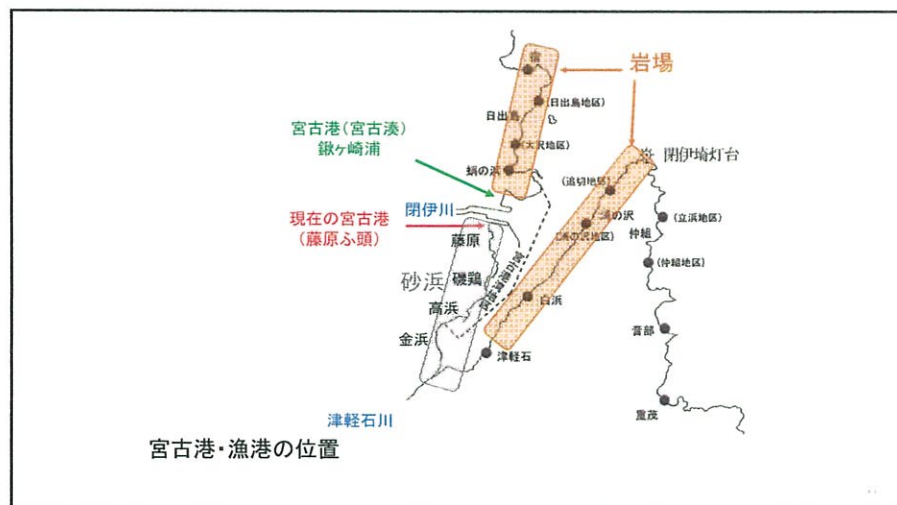 宿
岩場
(日出島地区)
日出島
宮古港(宮古湊)
鍬ヶ崎浦
(大沢地区)
閉伊埼灯台
蛸の浜
(追切地区)
閉伊川
現在の宮古港
(藤原ふ頭)
の沢
(立浜地区)
仲組
藤原
(仲組地区)
砂浜
磯鶏
高浜
白浜
金浜
音部
津軽石
重茂
津軽石川
宮古港・漁港の位置